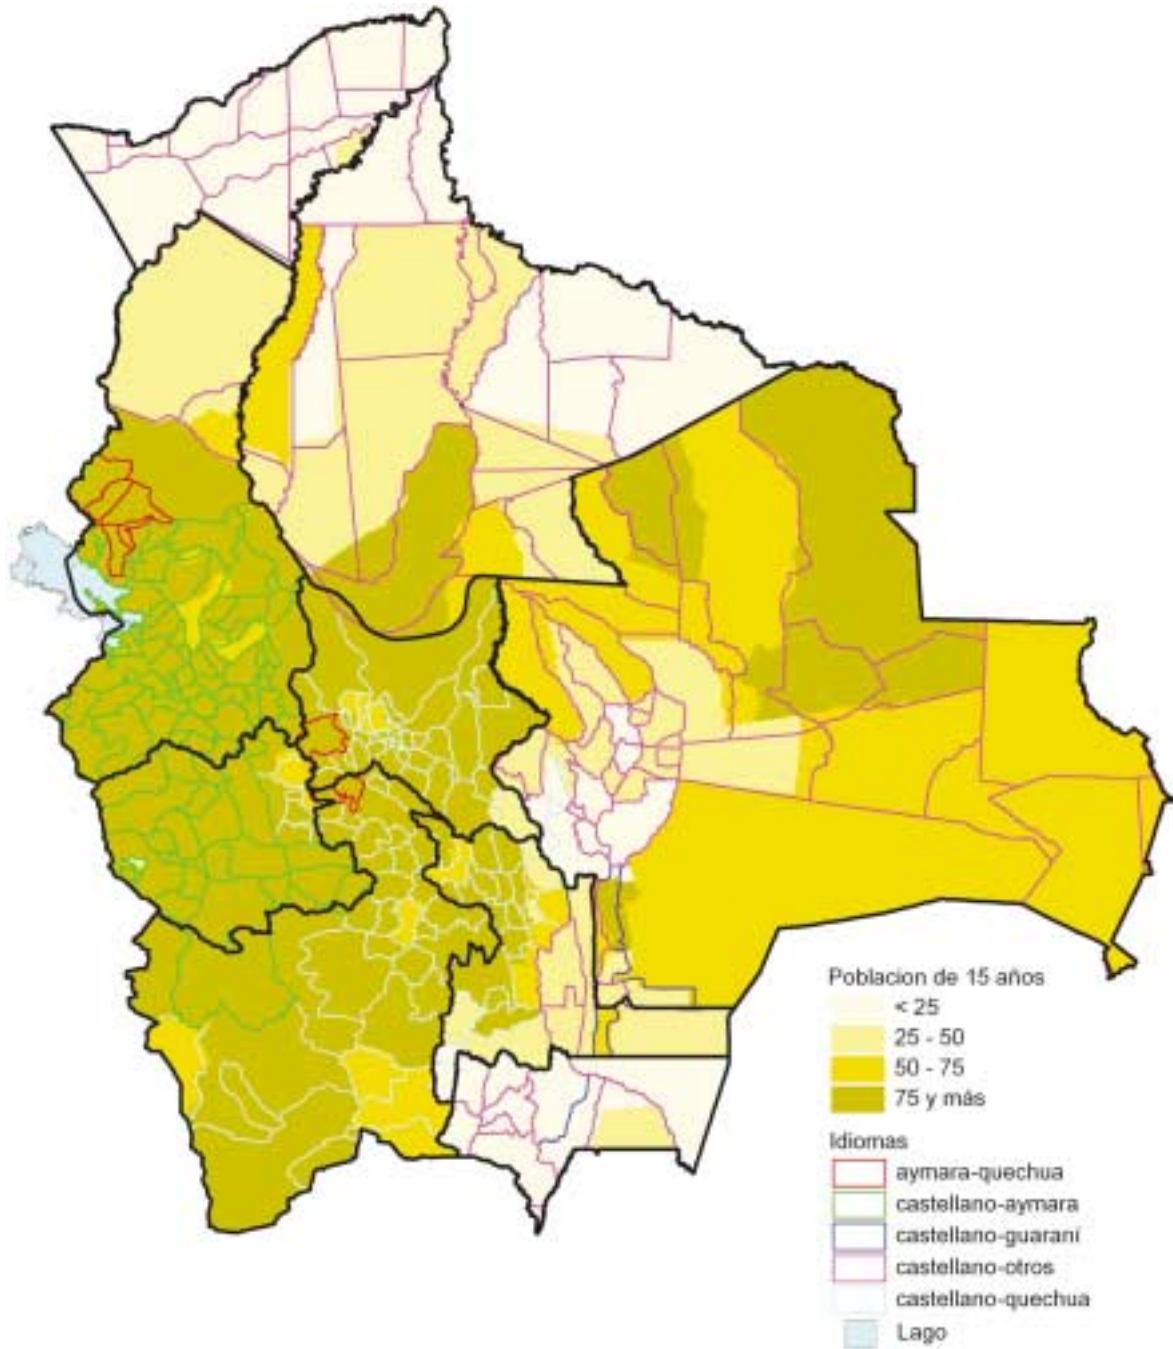 Poblacion de 15 años
< 25
25 - 50
50 - 75
75 y más
Idiomas
aymara-quechua
castellano-aymara
castellano-guaraní
castellano-otros
castellano-quechua
Lago